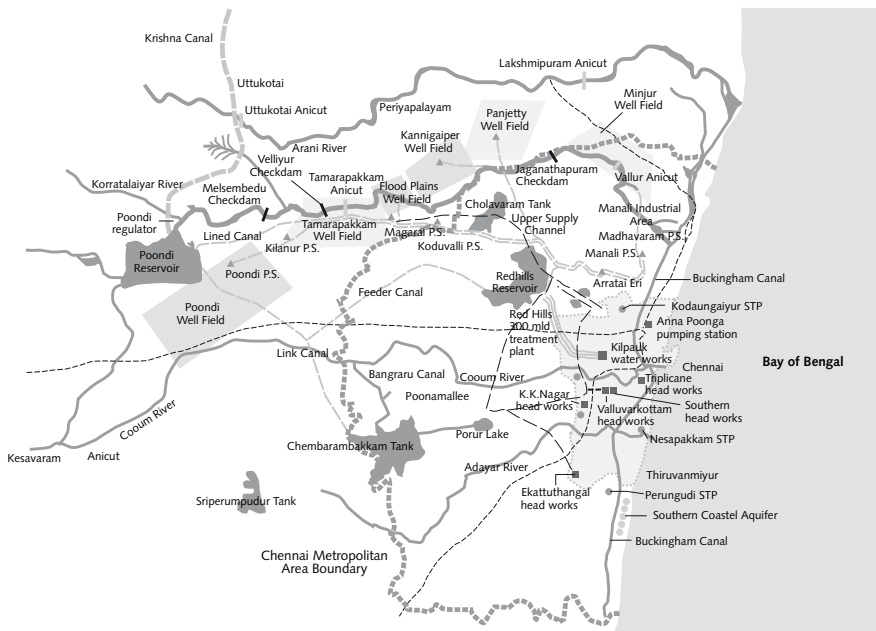 Krishna Canal
Lakshmipuram Anicut
Uttukotai
Minjur
Well Field
Uttukotai Anicut
Periyapalayam
Panjetty
Well Field
Kannigaiper
Well Field
Arani River
Velliyur
Checkdam
Tamarapakkam
Anicut
Jaganathapuram
Checkdam
Vallur Anicut
Korratalaiyar River
Melsembedu
Checkdam
Flood Plains
Well Field
Cholavaram Tank
Manali Industrial
Area
Poondi
regulator
Tamarapakkam
Well Field
Upper Supply
Channel
Lined Canal
Magaral P.S.
Madhavaram P.S.
Kilanur P.S.
Koduvalli P.S.
Manali P.S.
Poondi
Reservoir
Poondi P.S.
Redhills
Reservoir
Arratai Eri
Buckingham Canal
Feeder Canal
Poondi
Well Field
Red Hills
300 mld
treatment
plant
Kodaungaiyur STP
Anna Poonga
pumping station
Link Canal
Kilpauk
water works
Bay of Bengal
Chennai
Bangraru Canal
Cooum River
Triplicane
head works
Poonamallee
K.K.Nagar
head works
Valluvarkottam
head works
Southern
head works
Cooum River
Porur Lake
Nesapakkam STP
Kesavaram
Anicut
Chembarambakkam Tank
Adayar River
Thiruvanmiyur
Sriperumpudur Tank
Ekattuthangal
head works
Perungudi STP
Southern Coastel Aquifer
Buckingham Canal
Chennai Metropolitan
Area Boundary